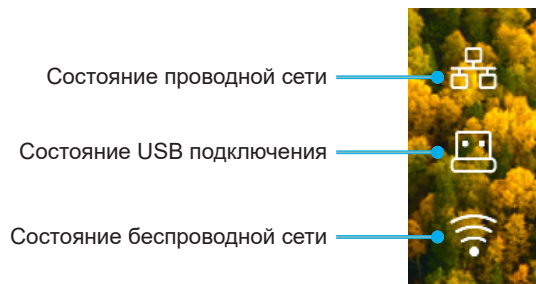 Состояние проводной сети
Состояние USB подключения
Состояние беспроводной сети